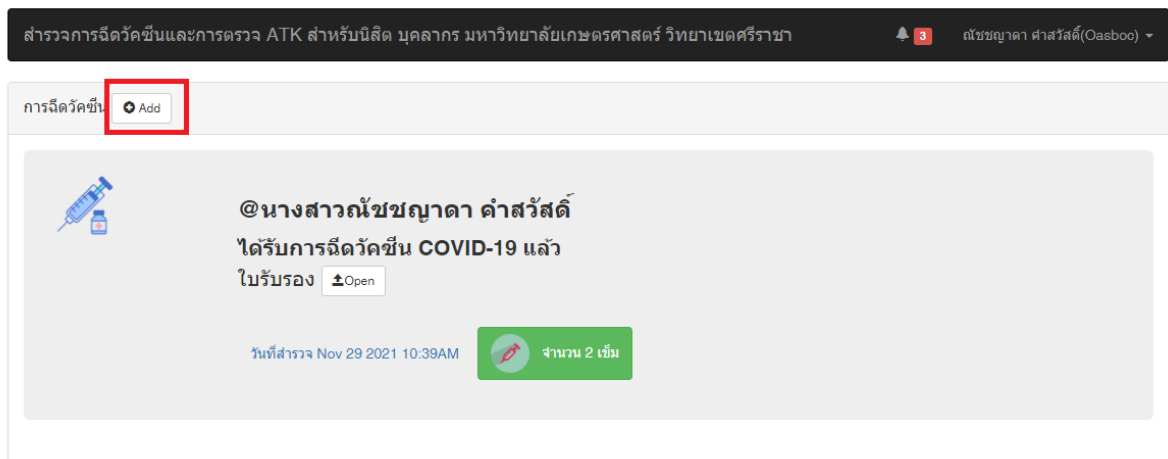 สำรวจการฉีดวัคซีนและการตรวจ ATK สำหรับนิสิต บุคลากร มหาวิทยาลัยเกษตรศาสตร์ วิทยาเขตศรีราชา 3 ณัชชญาดา คำสวัสดิ์(Oasboc)
การฉีดวัคซีน Add
@นางสาวณัชชญาดา คำสวัสดิ์
ได้รับการฉีดวัคซีน COVID-19 แล้ว
ใบรับรอง Open
วันที่สำรวจ Nov 29 2021 10:39AM จำนวน 2 เข็ม